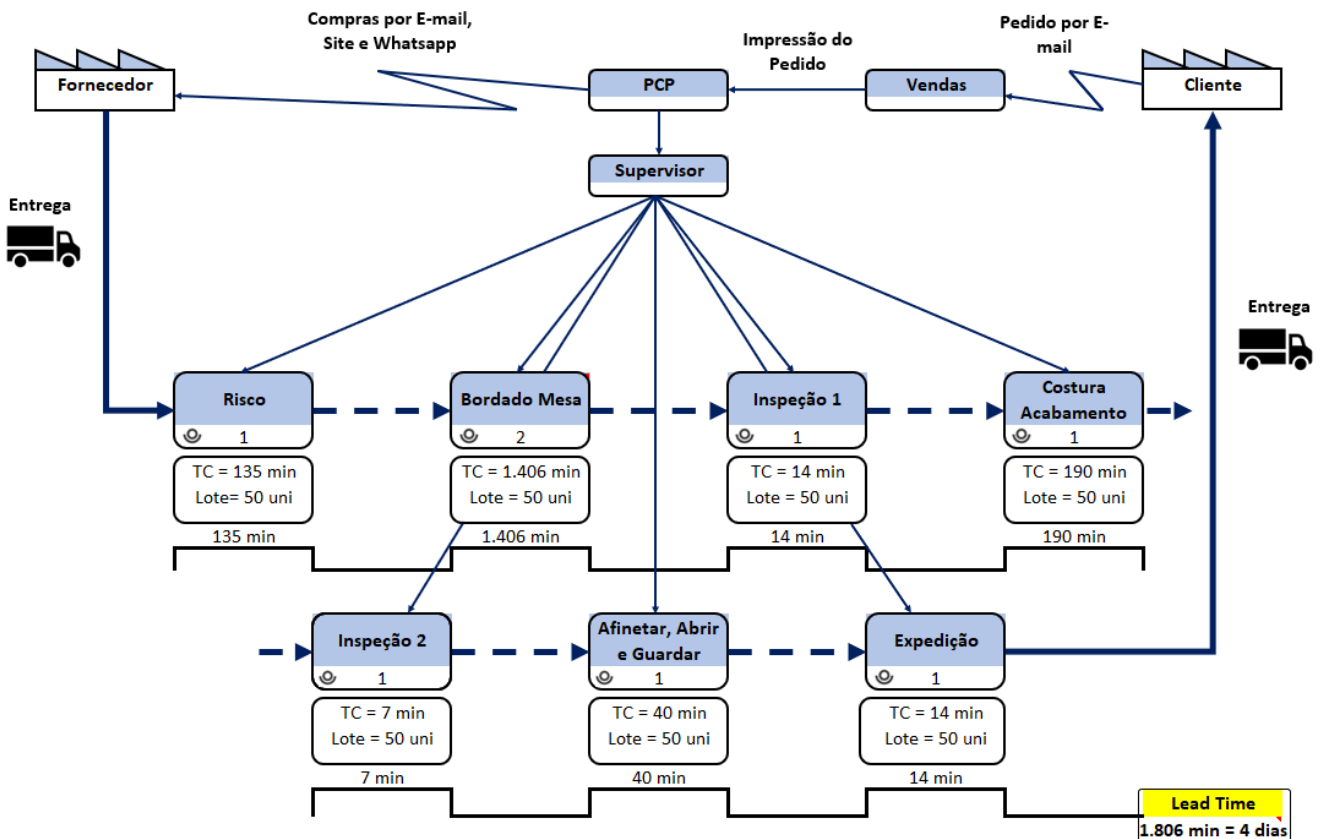 Compras por E-mail,
Site e Whatsapp
Impressão do
Pedido
Pedido por E-
mail
Fornecedor
PCP
Vendas
Cliente
Supervisor
Entrega
Entrega
Risco
Bordado Mesa
Inspeção 1
Costura
Acabamento
1
2
1
1
TC = 135 min
Lote= 50 uni
TC = 1.406 min
Lote = 50 uni
TC = 14 min
Lote = 50 uni
TC = 190 min
Lote = 50 uni
135 min
1.406 min
14 min
190 min
Inspeção 2
Afinetar, Abrir
e Guardar
Expedição
1
1
1
TC = 7 min
Lote = 50 uni
TC = 40 min
Lote = 50 uni
TC = 14 min
Lote = 50 uni
7 min
40 min
14 min
Lead Time
1.806 min = 4 dias